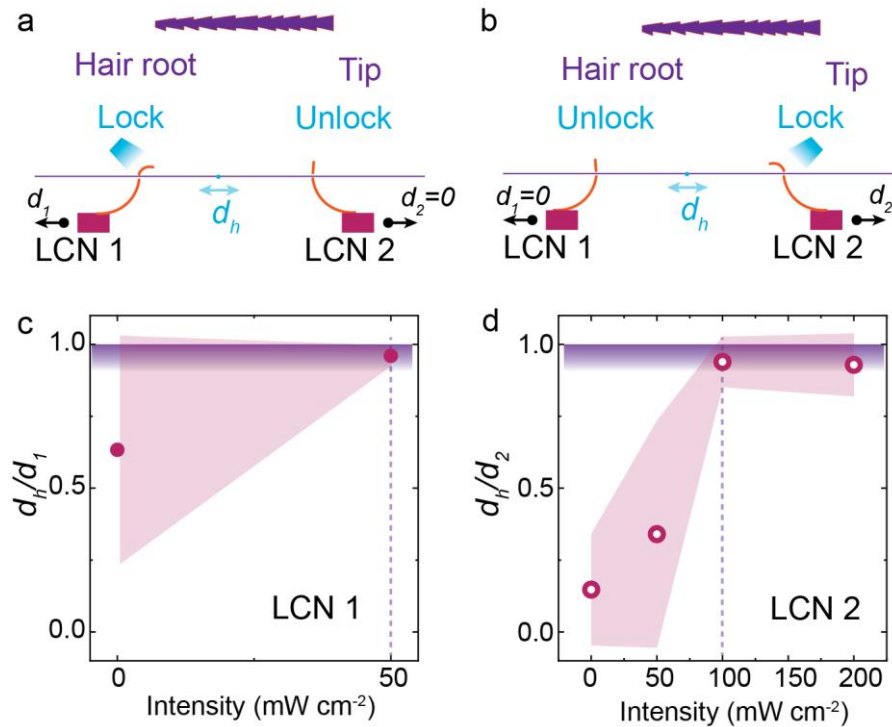 a
Hair root
Tip
Lock
Unlock
d₁
dₕ
d₂=0
LCN 1
LCN 2
b
Hair root
Tip
Unlock
Lock
d₁=0
dₕ
d₂
LCN 1
LCN 2
c
1.0
0.5
0.0
dₕ/d₁
LCN 1
0
50
Intensity (mW cm⁻²)
d
1.0
0.5
0.0
dₕ/d₂
LCN 2
0 50 100 150 200
Intensity (mW cm⁻²)